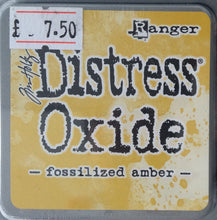 £ 7.50
Ranger
Tim Holtz
Distress®
Oxide
- fossilized amber -